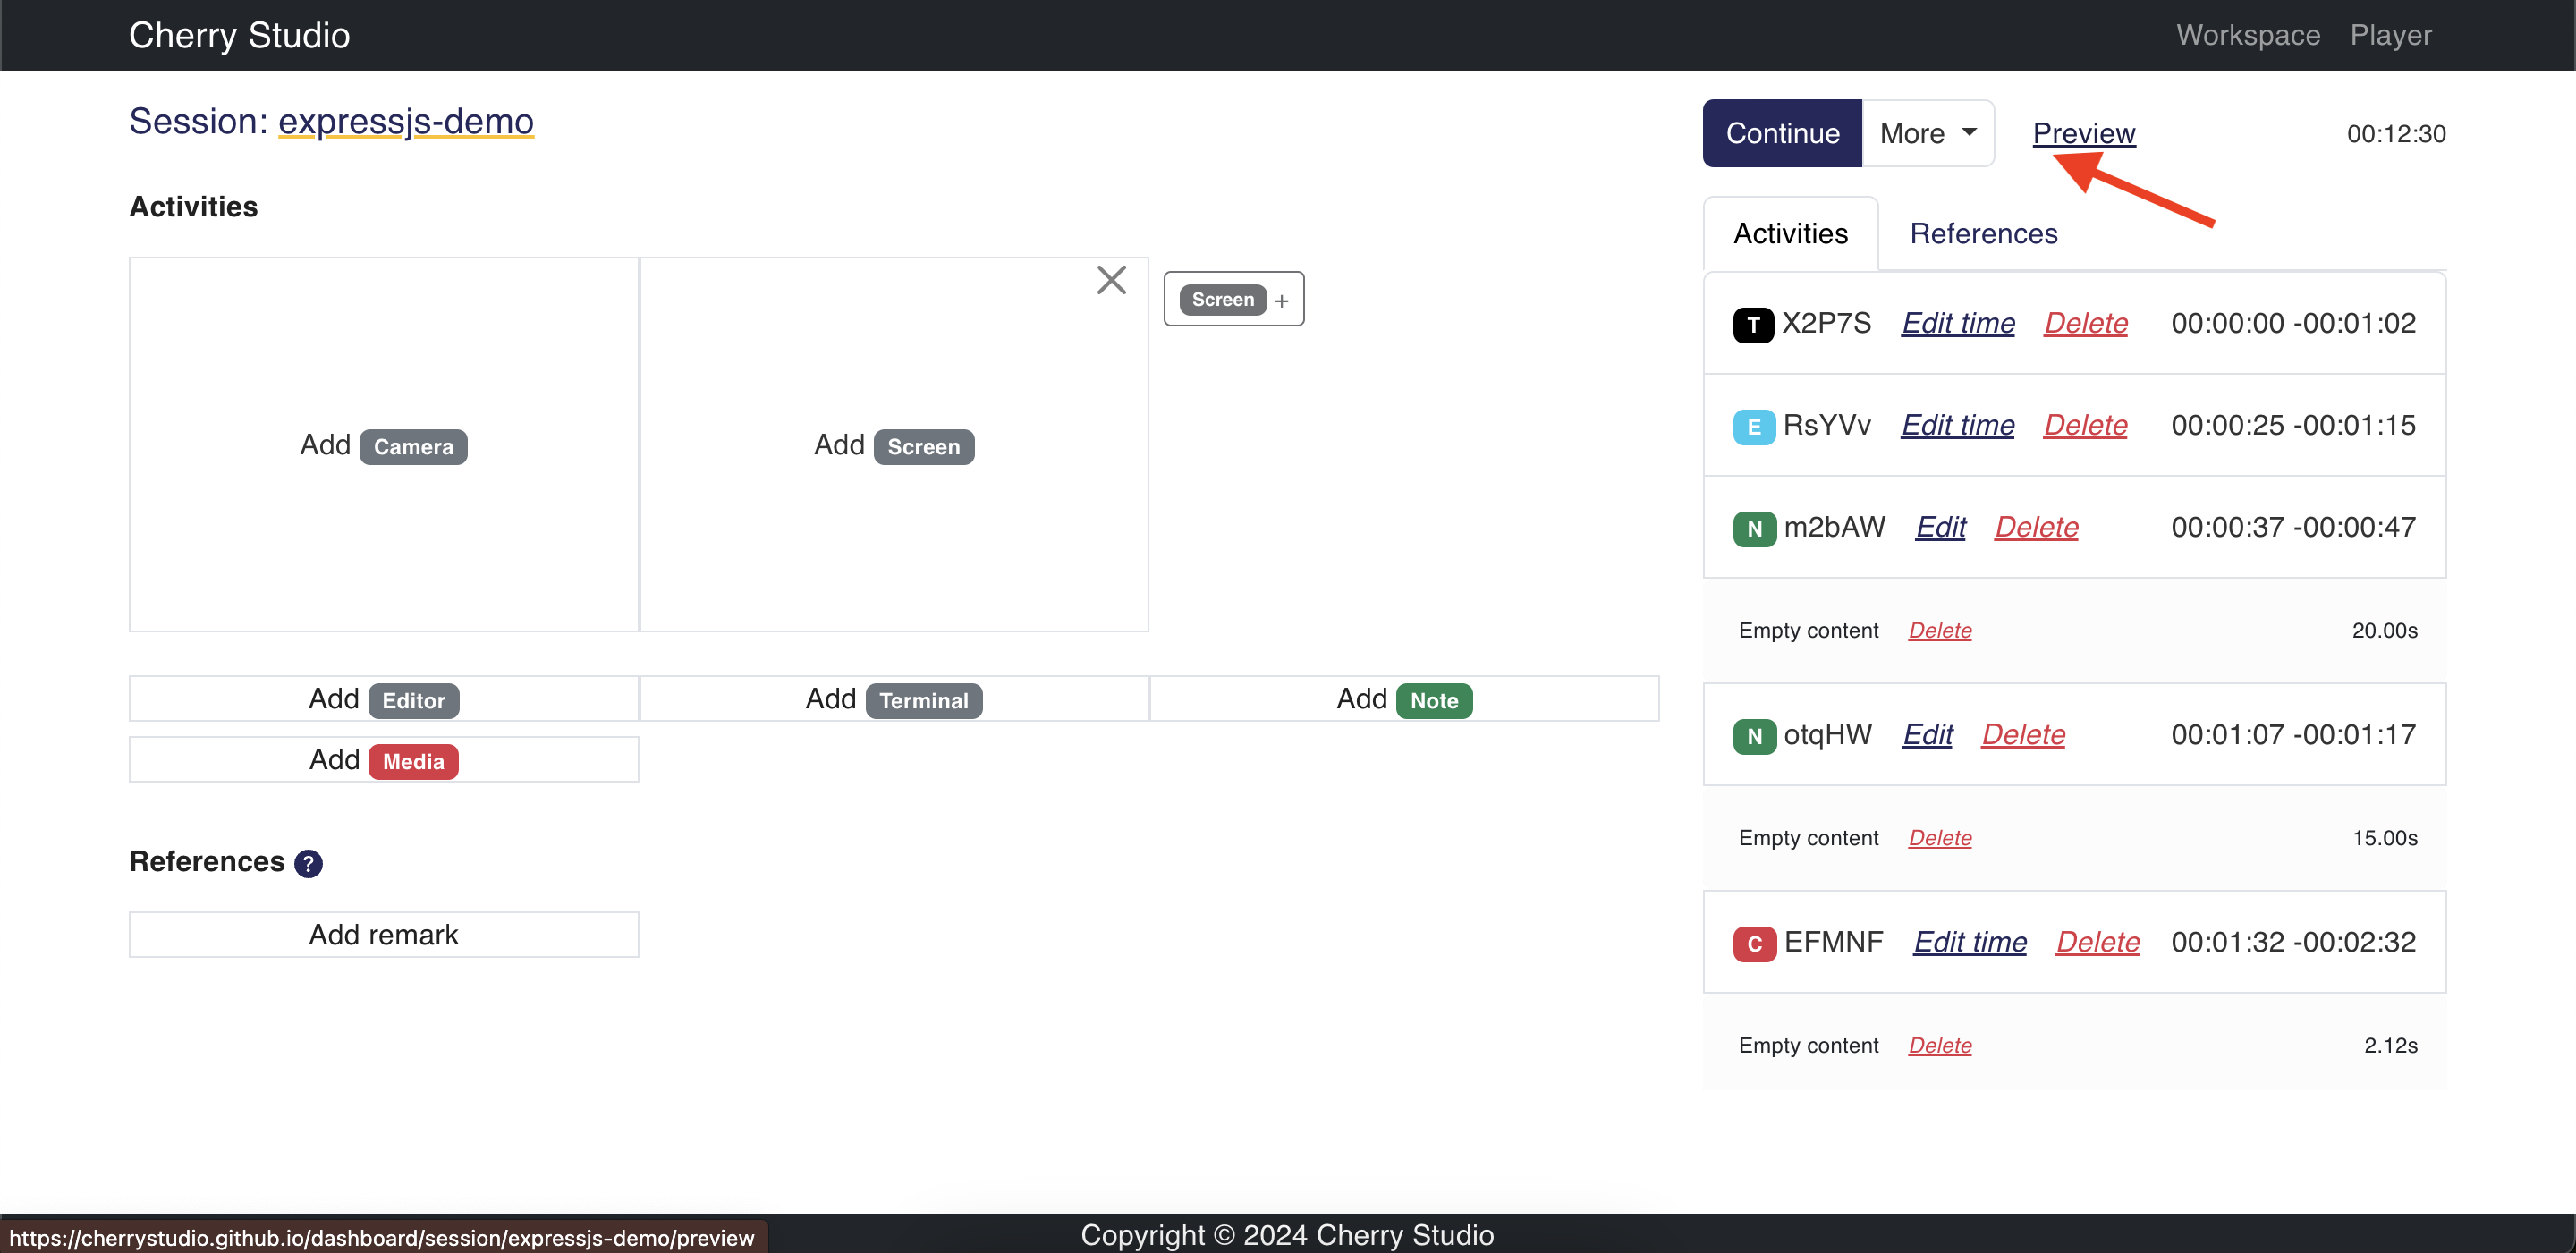 Cherry Studio Workspace Player
Session: expressjs-demo
Continue More Preview 00:12:30
Activities
Add Camera
Add Screen
Screen +
Add Editor Add Terminal Add Note
Add Media
References ?
Add remark
Activities References
T X2P7S Edit time Delete 00:00:00 -00:01:02
E RsYVv Edit time Delete 00:00:25 -00:01:15
N m2bAW Edit Delete 00:00:37 -00:00:47
Empty content Delete 20.00s
N otqHW Edit Delete 00:01:07 -00:01:17
Empty content Delete 15.00s
C EFMNF Edit time Delete 00:01:32 -00:02:32
Empty content Delete 2.12s
https://cherrystudio.github.io/dashboard/session/expressjs-demo/preview
Copyright © 2024 Cherry Studio